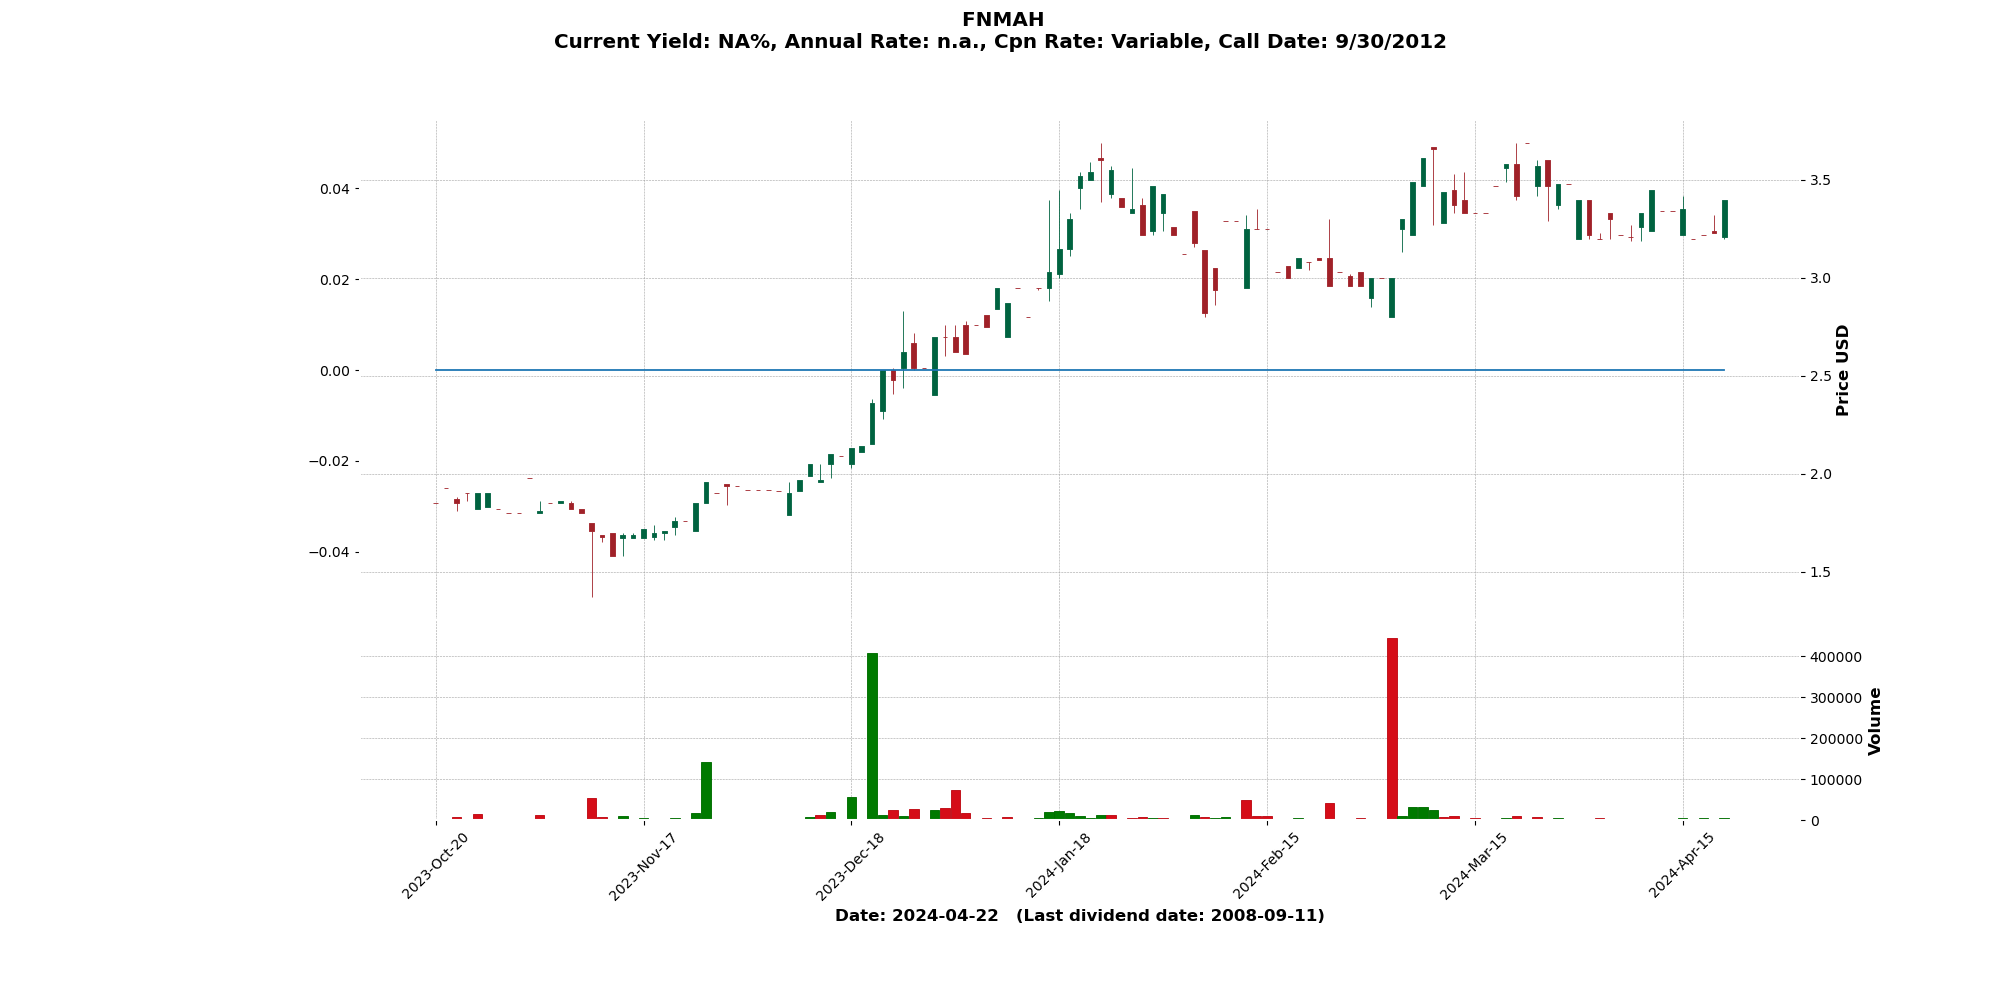 FNMAH
Current Yield: NA%, Annual Rate: n.a., Cpn Rate: Variable, Call Date: 9/30/2012
0.04
0.02
0.00
−0.02
−0.04
3.5
3.0
2.5
2.0
1.5
Price USD
400000
300000
200000
100000
0
Volume
2023-Oct-20
2023-Nov-17
2023-Dec-18
2024-Jan-18
2024-Feb-15
2024-Mar-15
2024-Apr-15
Date: 2024-04-22 (Last dividend date: 2008-09-11)